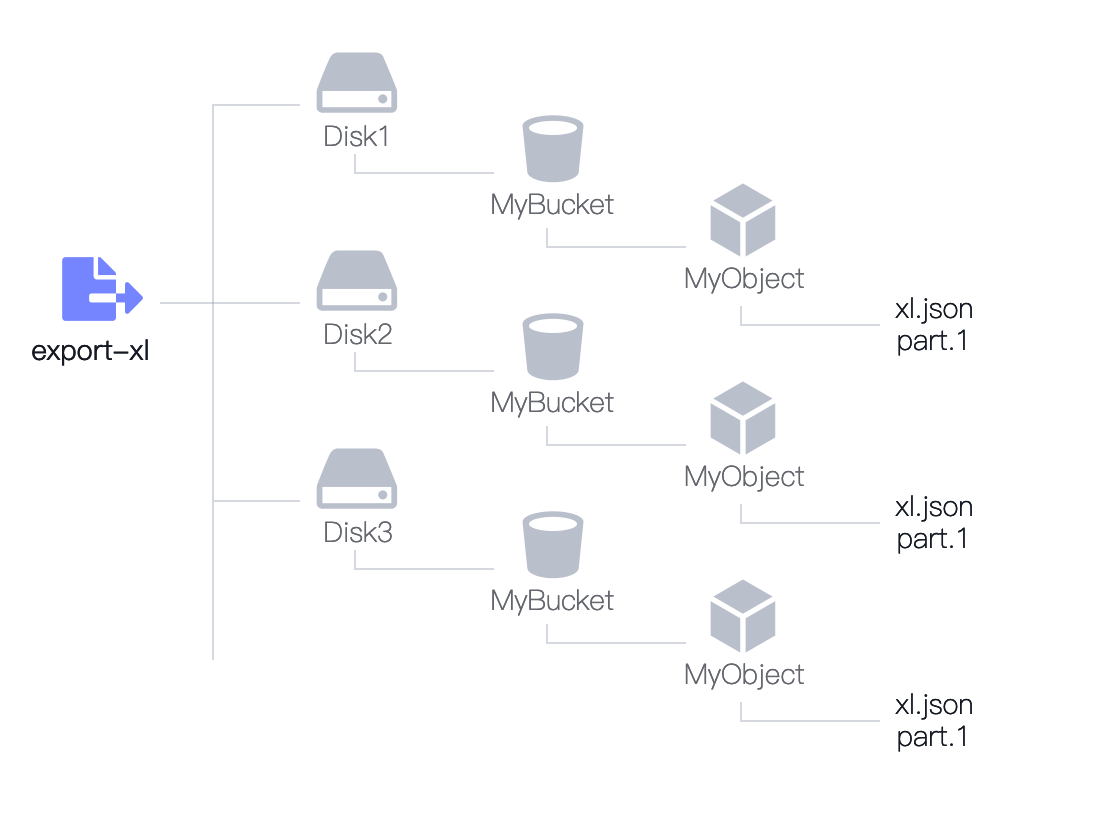 Disk1
MyBucket
MyObject
xl.json
part.1
export-xl
Disk2
MyBucket
MyObject
xl.json
part.1
Disk3
MyBucket
MyObject
xl.json
part.1